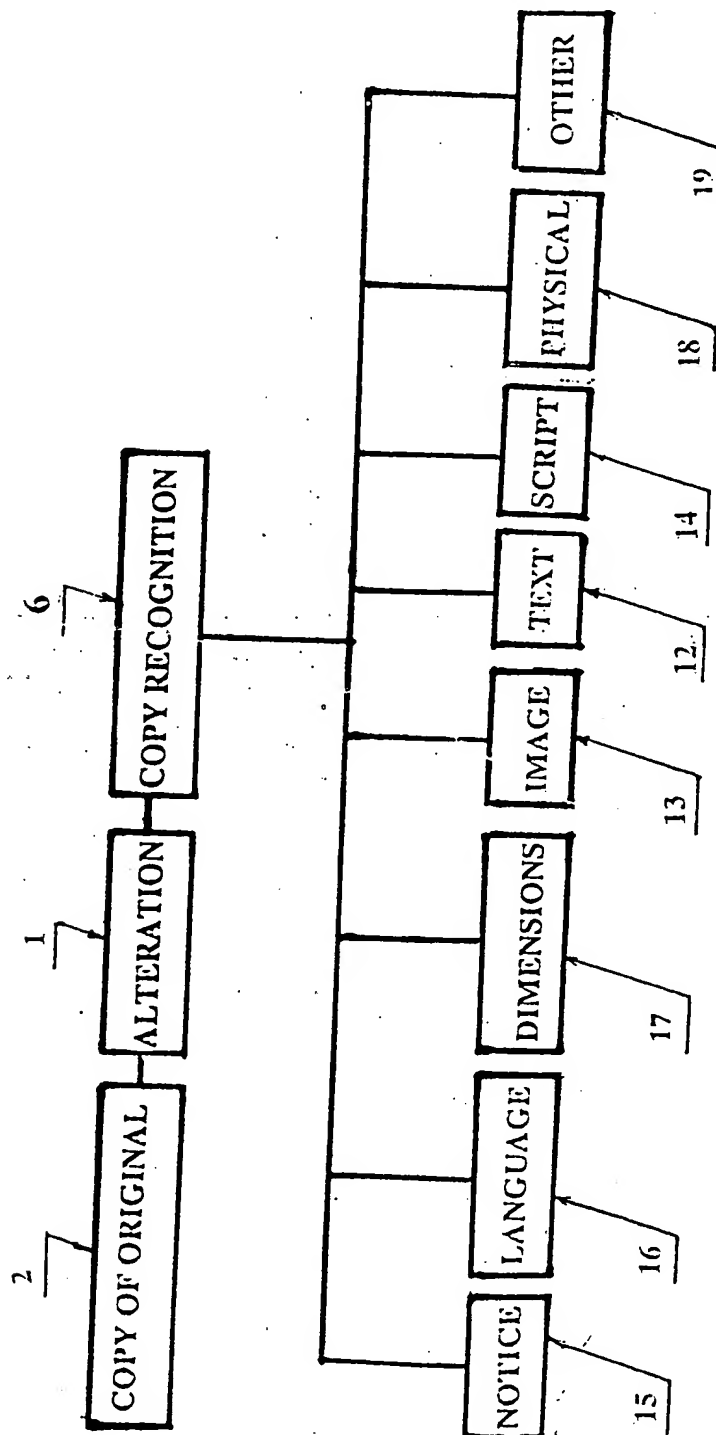 2
1
6
COPY OF ORIGINAL
ALTERATION
COPY RECOGNITION
NOTICE
LANGUAGE
DIMENSIONS
IMAGE
TEXT
SCRIPT
PHYSICAL
OTHER
15
16
17
13
12
14
18
19